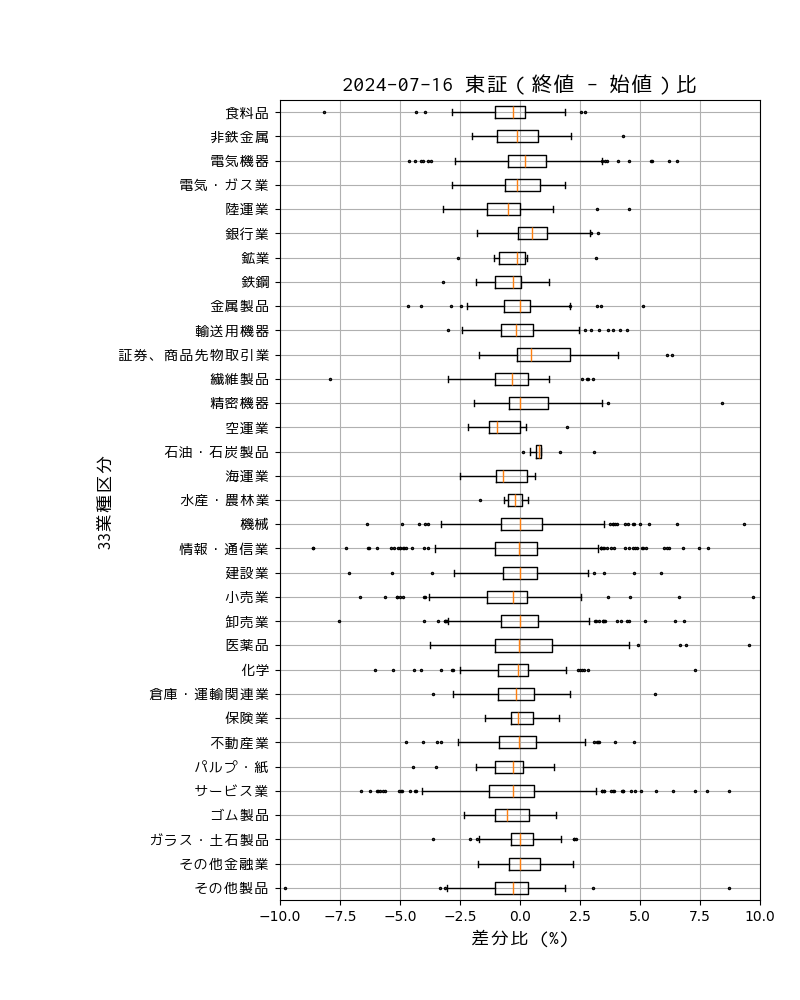 2024-07-16 東証（終値 - 始値）比
食料品
非鉄金属
電気機器
電気・ガス業
陸運業
銀行業
鉱業
鉄鋼
金属製品
輸送用機器
証券、商品先物取引業
繊維製品
精密機器
空運業
石油・石炭製品
海運業
水産・農林業
機械
情報・通信業
建設業
小売業
卸売業
医薬品
化学
倉庫・運輸関連業
保険業
不動産業
パルプ・紙
サービス業
ゴム製品
ガラス・土石製品
その他金融業
その他製品
33業種区分
−10.0 −7.5 −5.0 −2.5 0.0 2.5 5.0 7.5 10.0
差分比 (%)